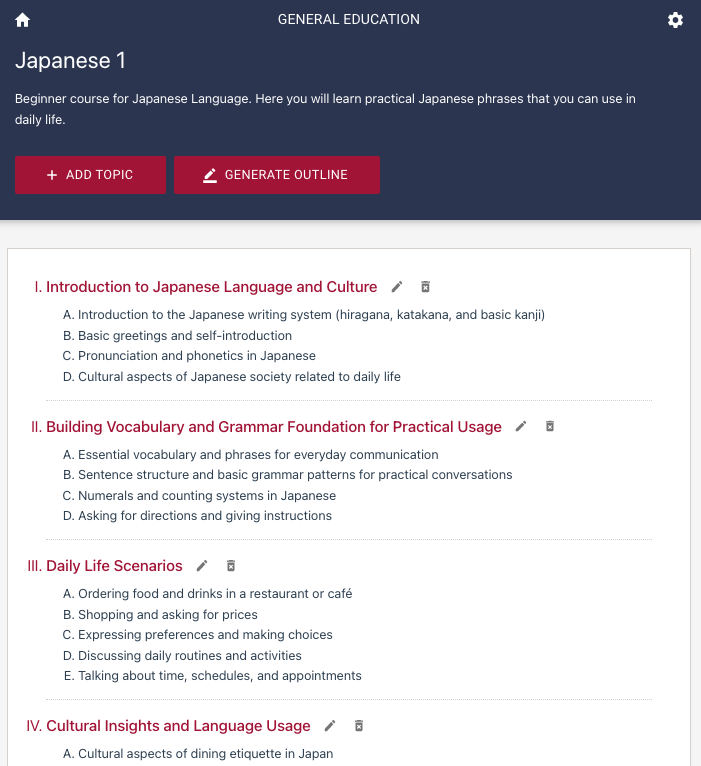 GENERAL EDUCATION
Japanese 1
Beginner course for Japanese Language. Here you will learn practical Japanese phrases that you can use in
daily life.
+ ADD TOPIC
GENERATE OUTLINE
I. Introduction to Japanese Language and Culture
A. Introduction to the Japanese writing system (hiragana, katakana, and basic kanji)
B. Basic greetings and self-introduction
C. Pronunciation and phonetics in Japanese
D. Cultural aspects of Japanese society related to daily life
II. Building Vocabulary and Grammar Foundation for Practical Usage
A. Essential vocabulary and phrases for everyday communication
B. Sentence structure and basic grammar patterns for practical conversations
C. Numerals and counting systems in Japanese
D. Asking for directions and giving instructions
III. Daily Life Scenarios
A. Ordering food and drinks in a restaurant or café
B. Shopping and asking for prices
C. Expressing preferences and making choices
D. Discussing daily routines and activities
E. Talking about time, schedules, and appointments
IV. Cultural Insights and Language Usage
A. Cultural aspects of dining etiquette in Japan